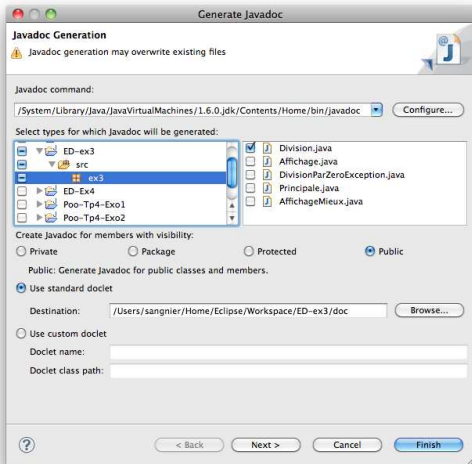 Generate Javadoc
Javadoc Generation
Javadoc generation may overwrite existing files
Javadoc command:
/System/Library/Java/JavaVirtualMachines/1.6.0.jdk/Contents/Home/bin/javadoc
Configure...
Select types for which Javadoc will be generated:
ED-ex3
src
ex3
ED-Ex4
Poo-Tp4-Exo1
Poo-Tp4-Exo2
Division.java
Affichage.java
DivisionParZeroException.java
Principale.java
AffichageMieux.java
Create Javadoc for members with visibility:
Private Package Protected Public
Public: Generate Javadoc for public classes and members.
Use standard doclet
Destination: /Users/sangnier/Home/Eclipse/Workspace/ED-ex3/doc Browse...
Use custom doclet
Doclet name:
Doclet class path:
? < Back Next > Cancel Finish